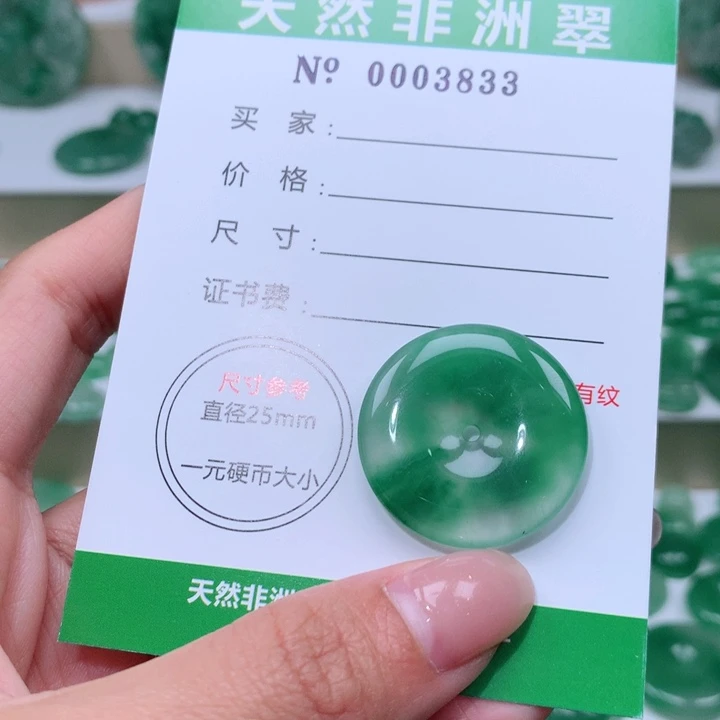 天然非洲翠
Nº 0003833
买 家:
价 格:
尺 寸:
证书费:
有纹
尺寸参考
直径25mm
一元硬币大小
天然非洲